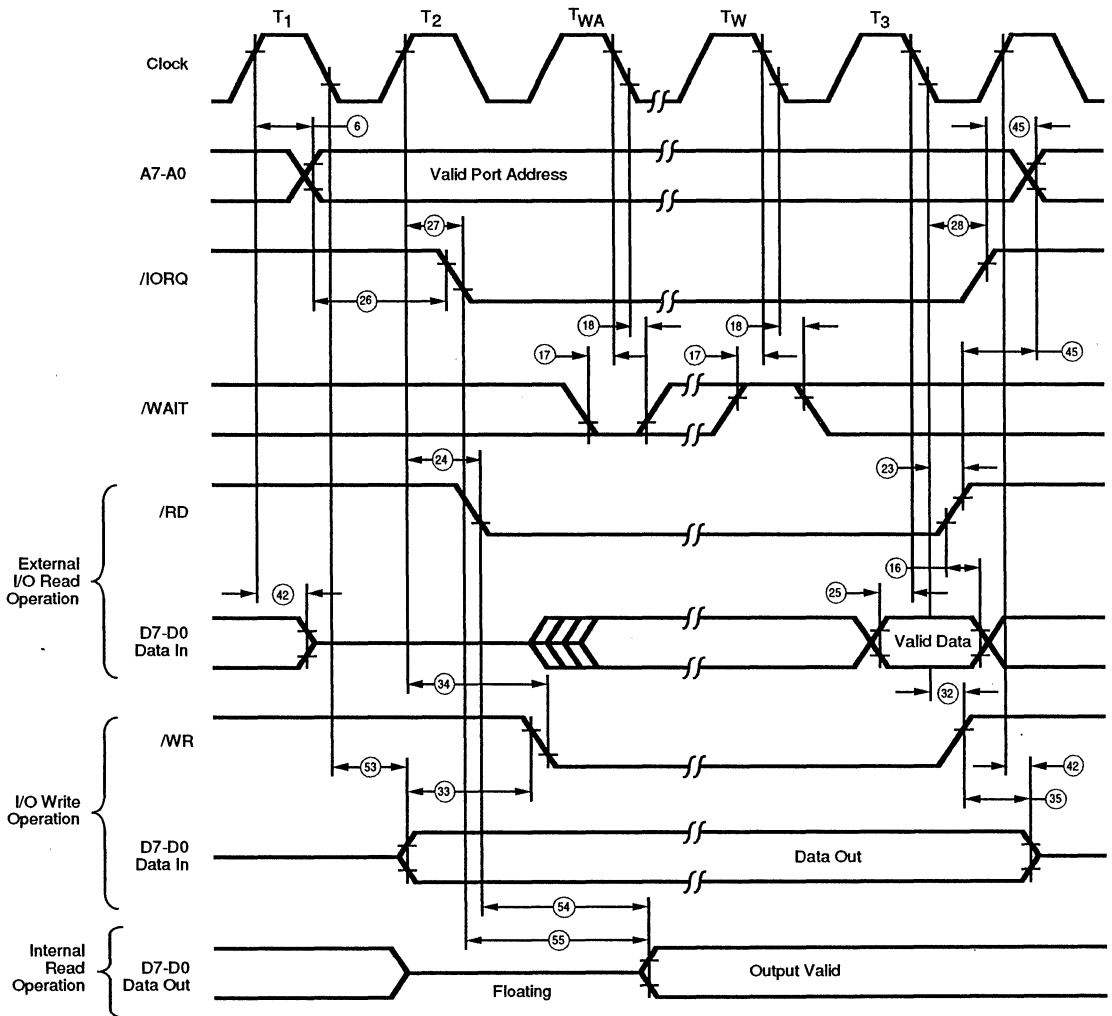 T1 T2 TWA TW T3
Clock
6 45
A7-A0 Valid Port Address
27 28
/IORQ
26
18 18
17 17 45
/WAIT
24 23
/RD
External
I/O Read
Operation
16
42 25
D7-D0
Data In
Valid Data
34 32
/WR
53 33 42
35
I/O Write
Operation
D7-D0
Data In
Data Out
54
55
Internal
Read
Operation
D7-D0
Data Out
Floating
Output Valid